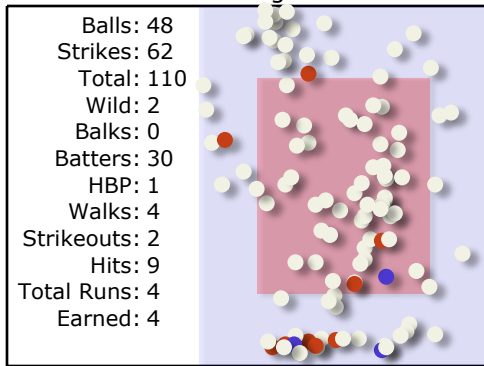 Balls: 48
Strikes: 62
Total: 110
Wild: 2
Balks: 0
Batters: 30
HBP: 1
Walks: 4
Strikeouts: 2
Hits: 9
Total Runs: 4
Earned: 4